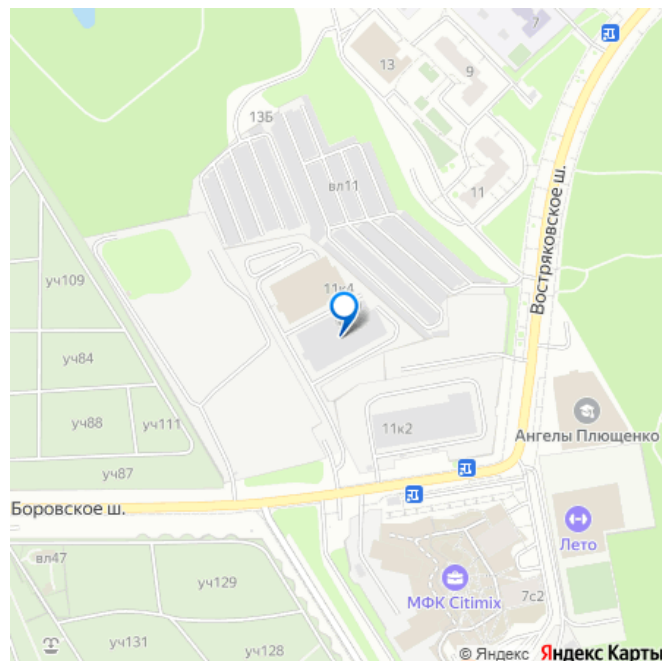 7
13
9
13Б
вл11
11
Востряковское ш.
уч109
11к4
уч84
уч88
уч111
11к2
Ангелы Плющенко
уч87
Боровское ш.
Лето
вл47
уч129
МФК Citimix
7с2
уч131
уч128
© Яндекс Яндекс Карты